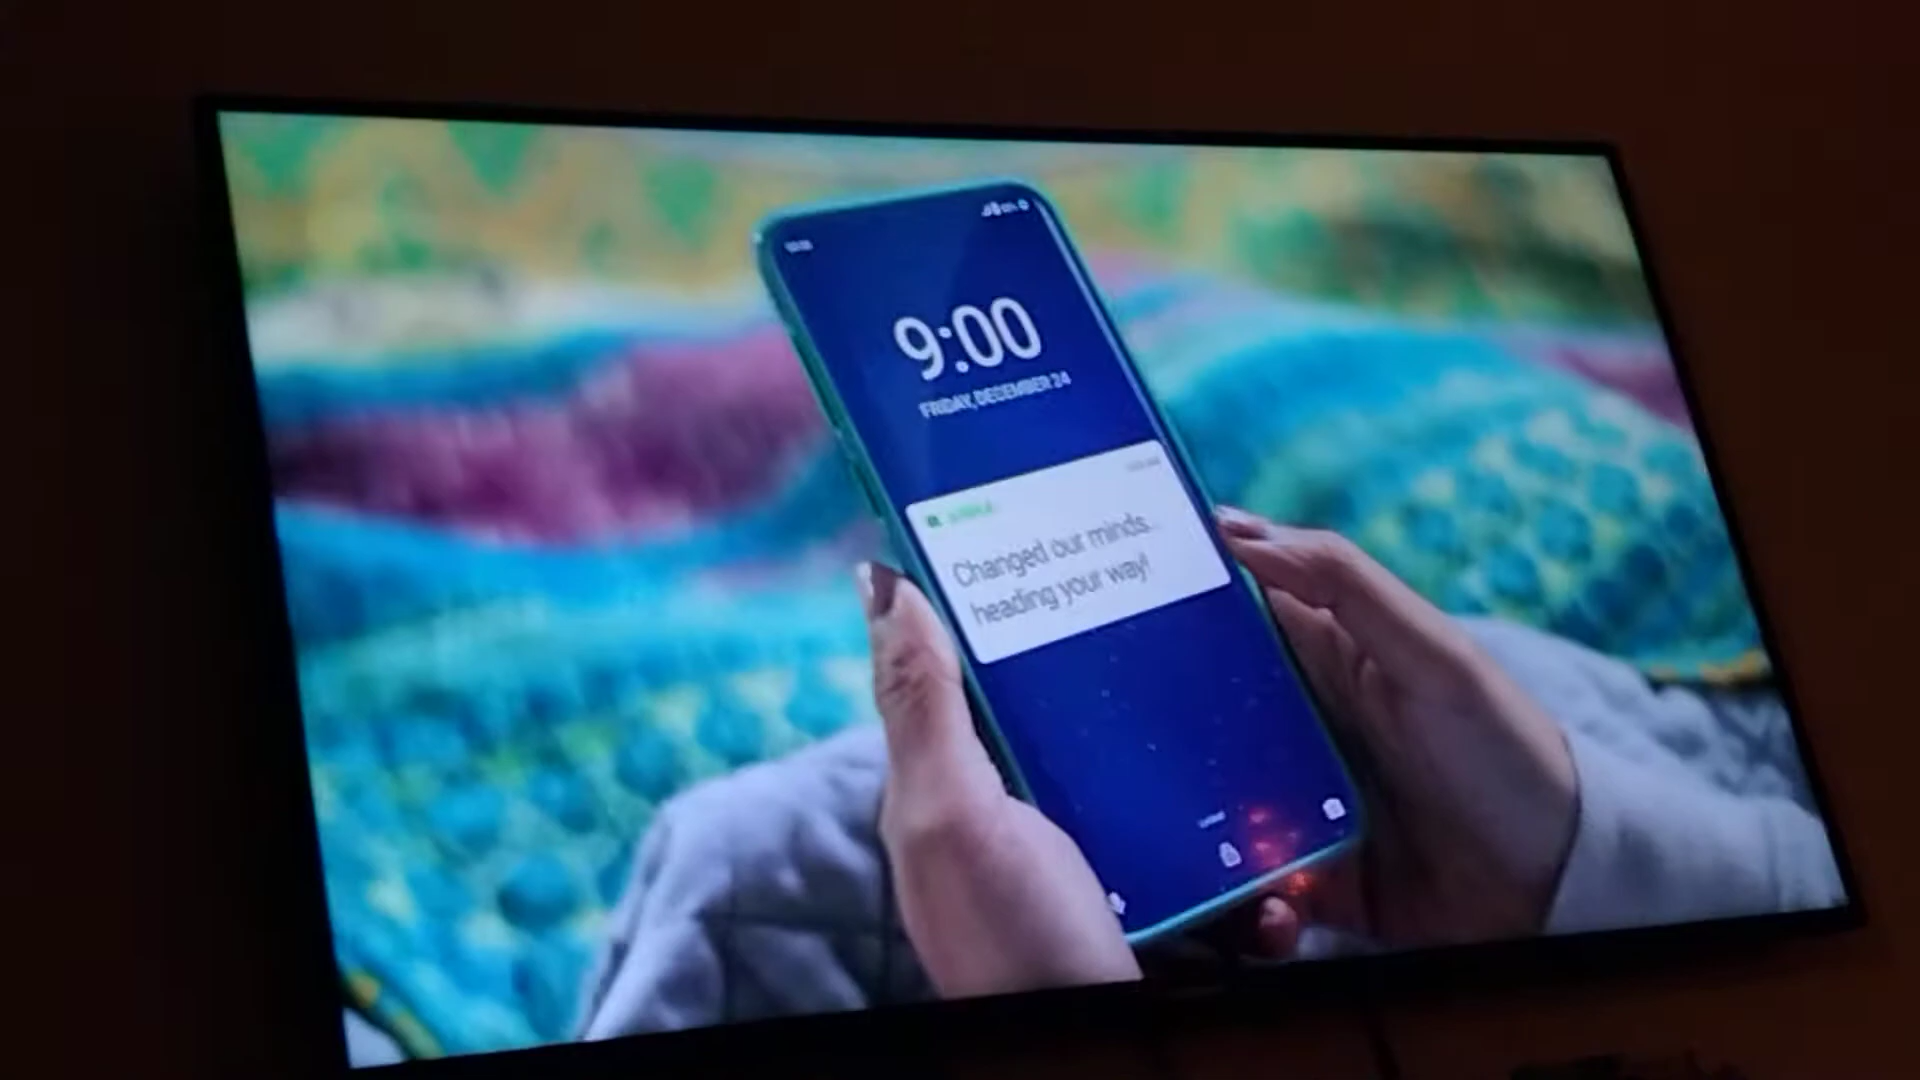 9:00
FRIDAY, DECEMBER 24
Changed our minds.
heading your way!